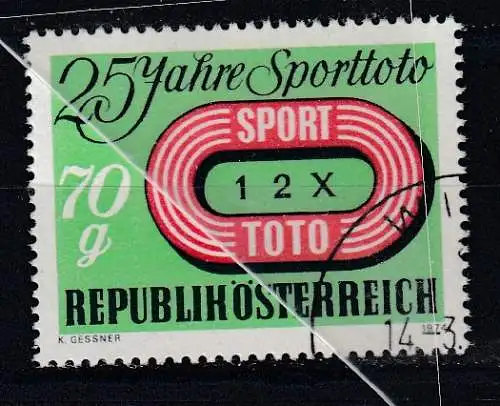 25 Jahre Sporttoto
SPORT
1 2 X
TOTO
70
g
REPUBLIK ÖSTERREICH
K. GESSNER
1974
14.-3.